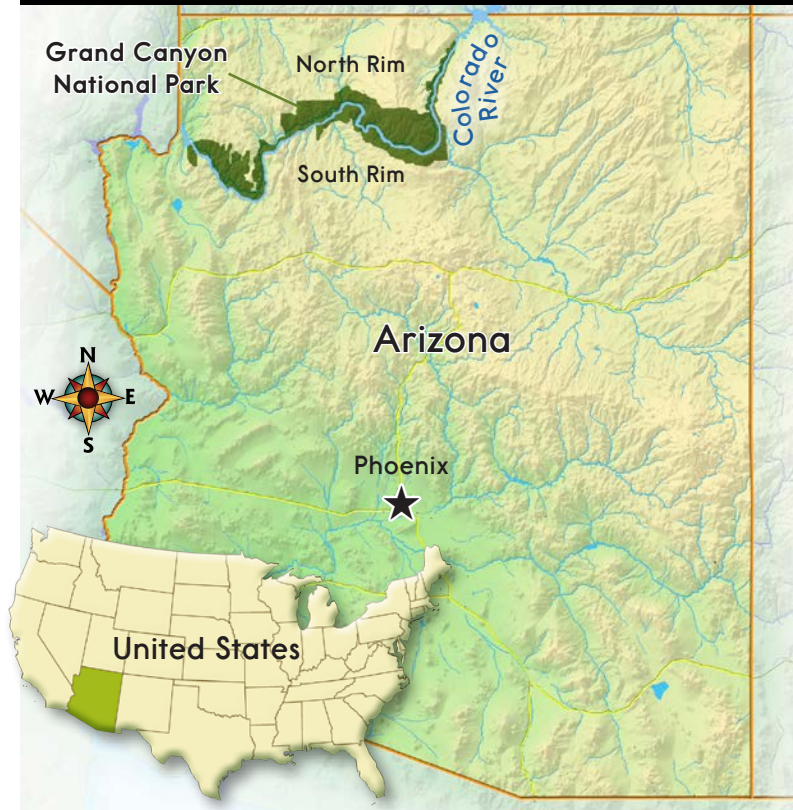 Grand Canyon
National Park
North Rim
Colorado
River
South Rim
Arizona
N
W
E
S
Phoenix
United States